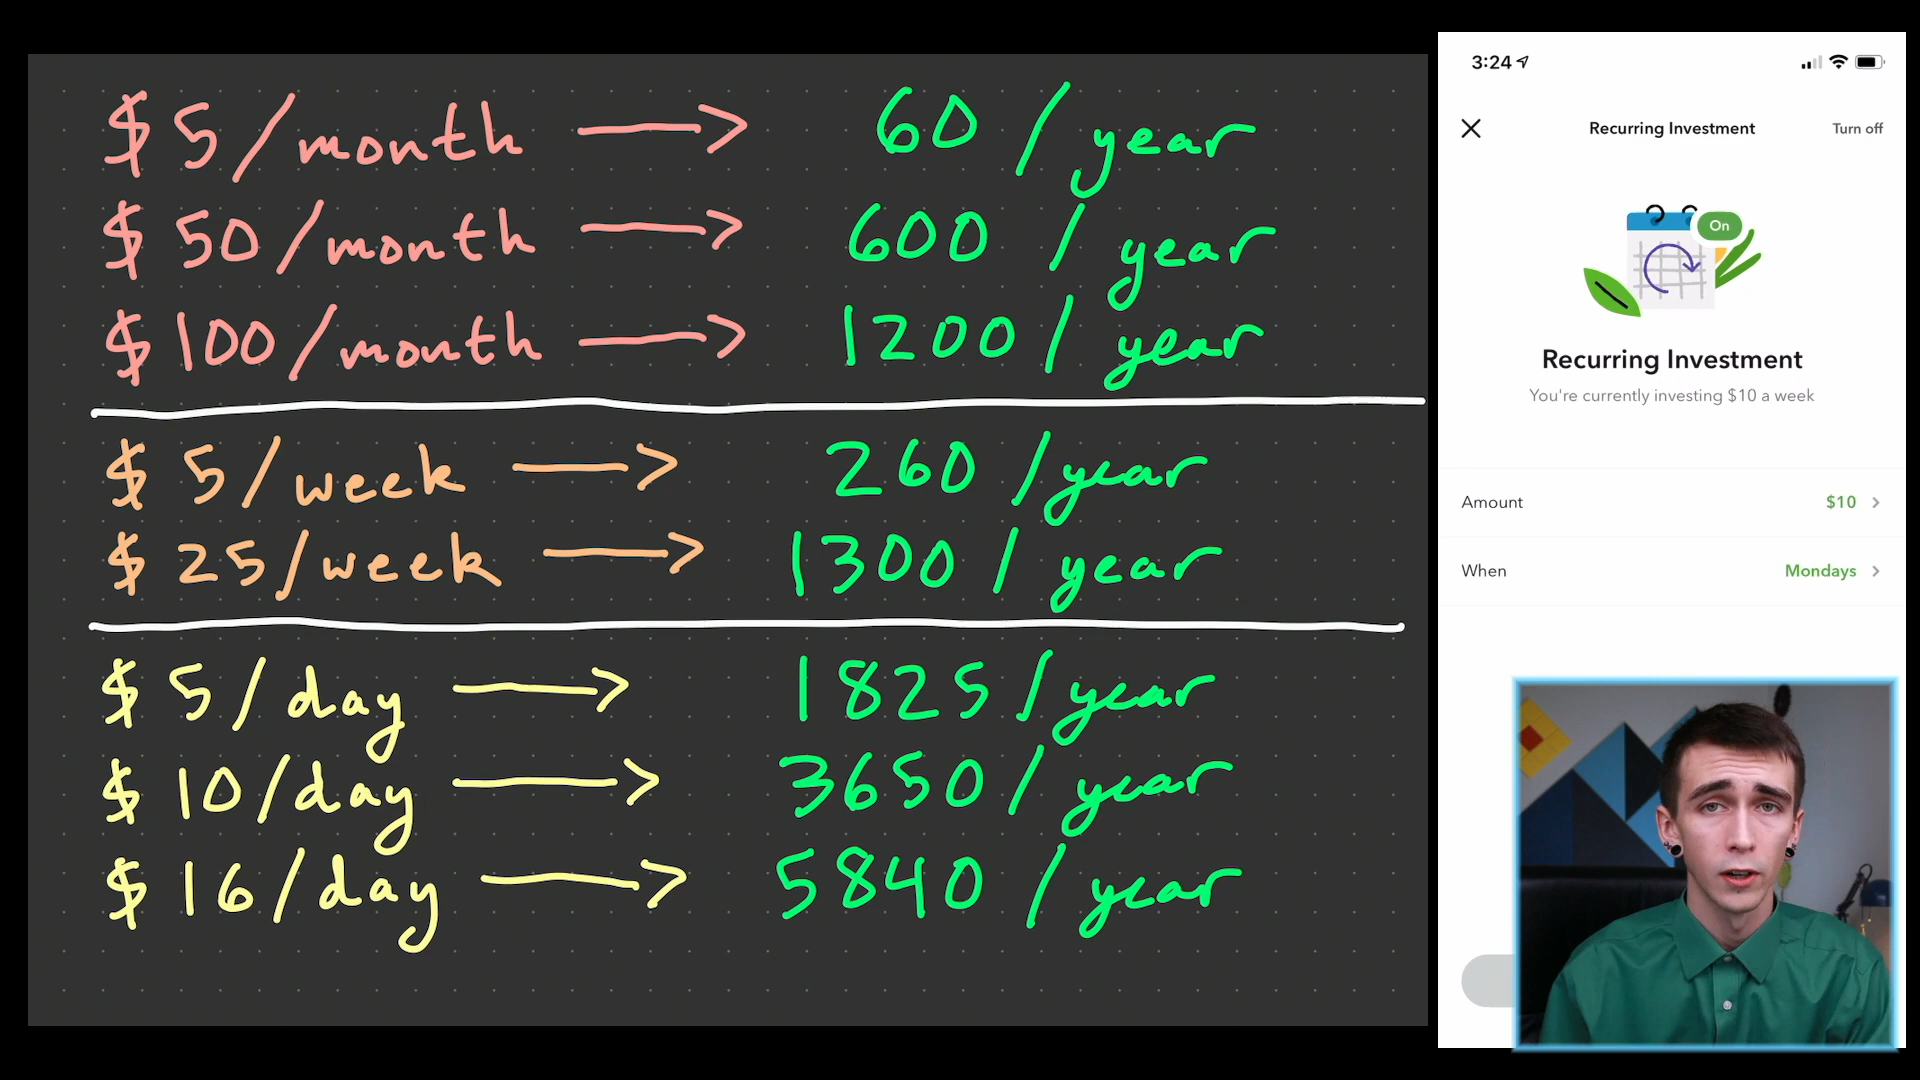 $ 5/month → 60 / year
$ 50/month → 600 / year
$ 100/month → 1200 / year
$ 5/week → 260 /year
$ 25/week → 1300 / year
$ 5/day → 1825 /year
$ 10/day → 3650 / year
$ 16/day → 5840 / year
3:24
Recurring Investment
Turn off
On
Recurring Investment
You're currently investing $10 a week
Amount $10
When Mondays